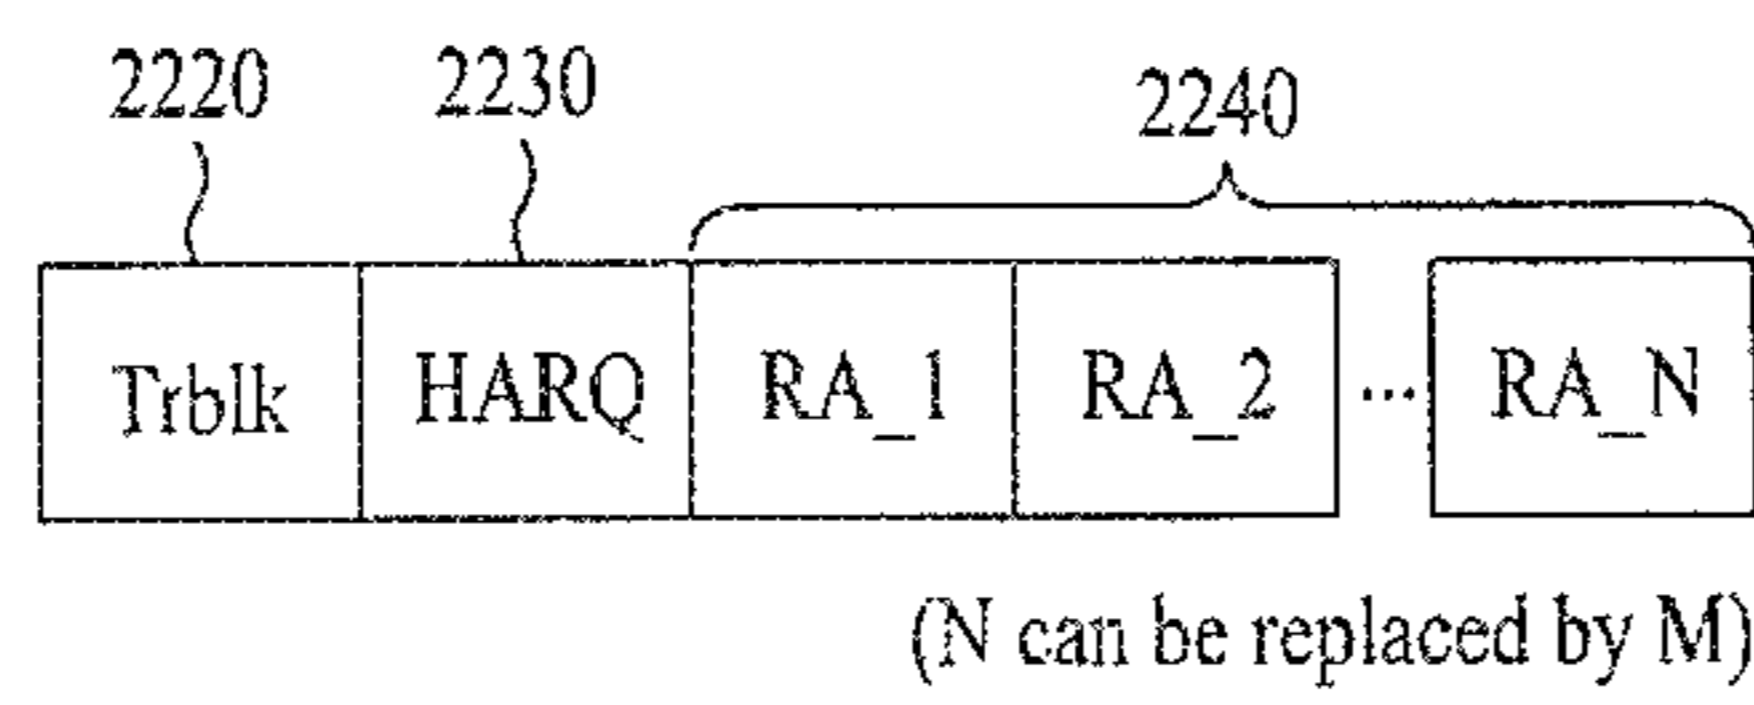 2220 2230 2240
Trblk HARQ RA_1 RA_2 ... RA_N
(N can be replaced by M)